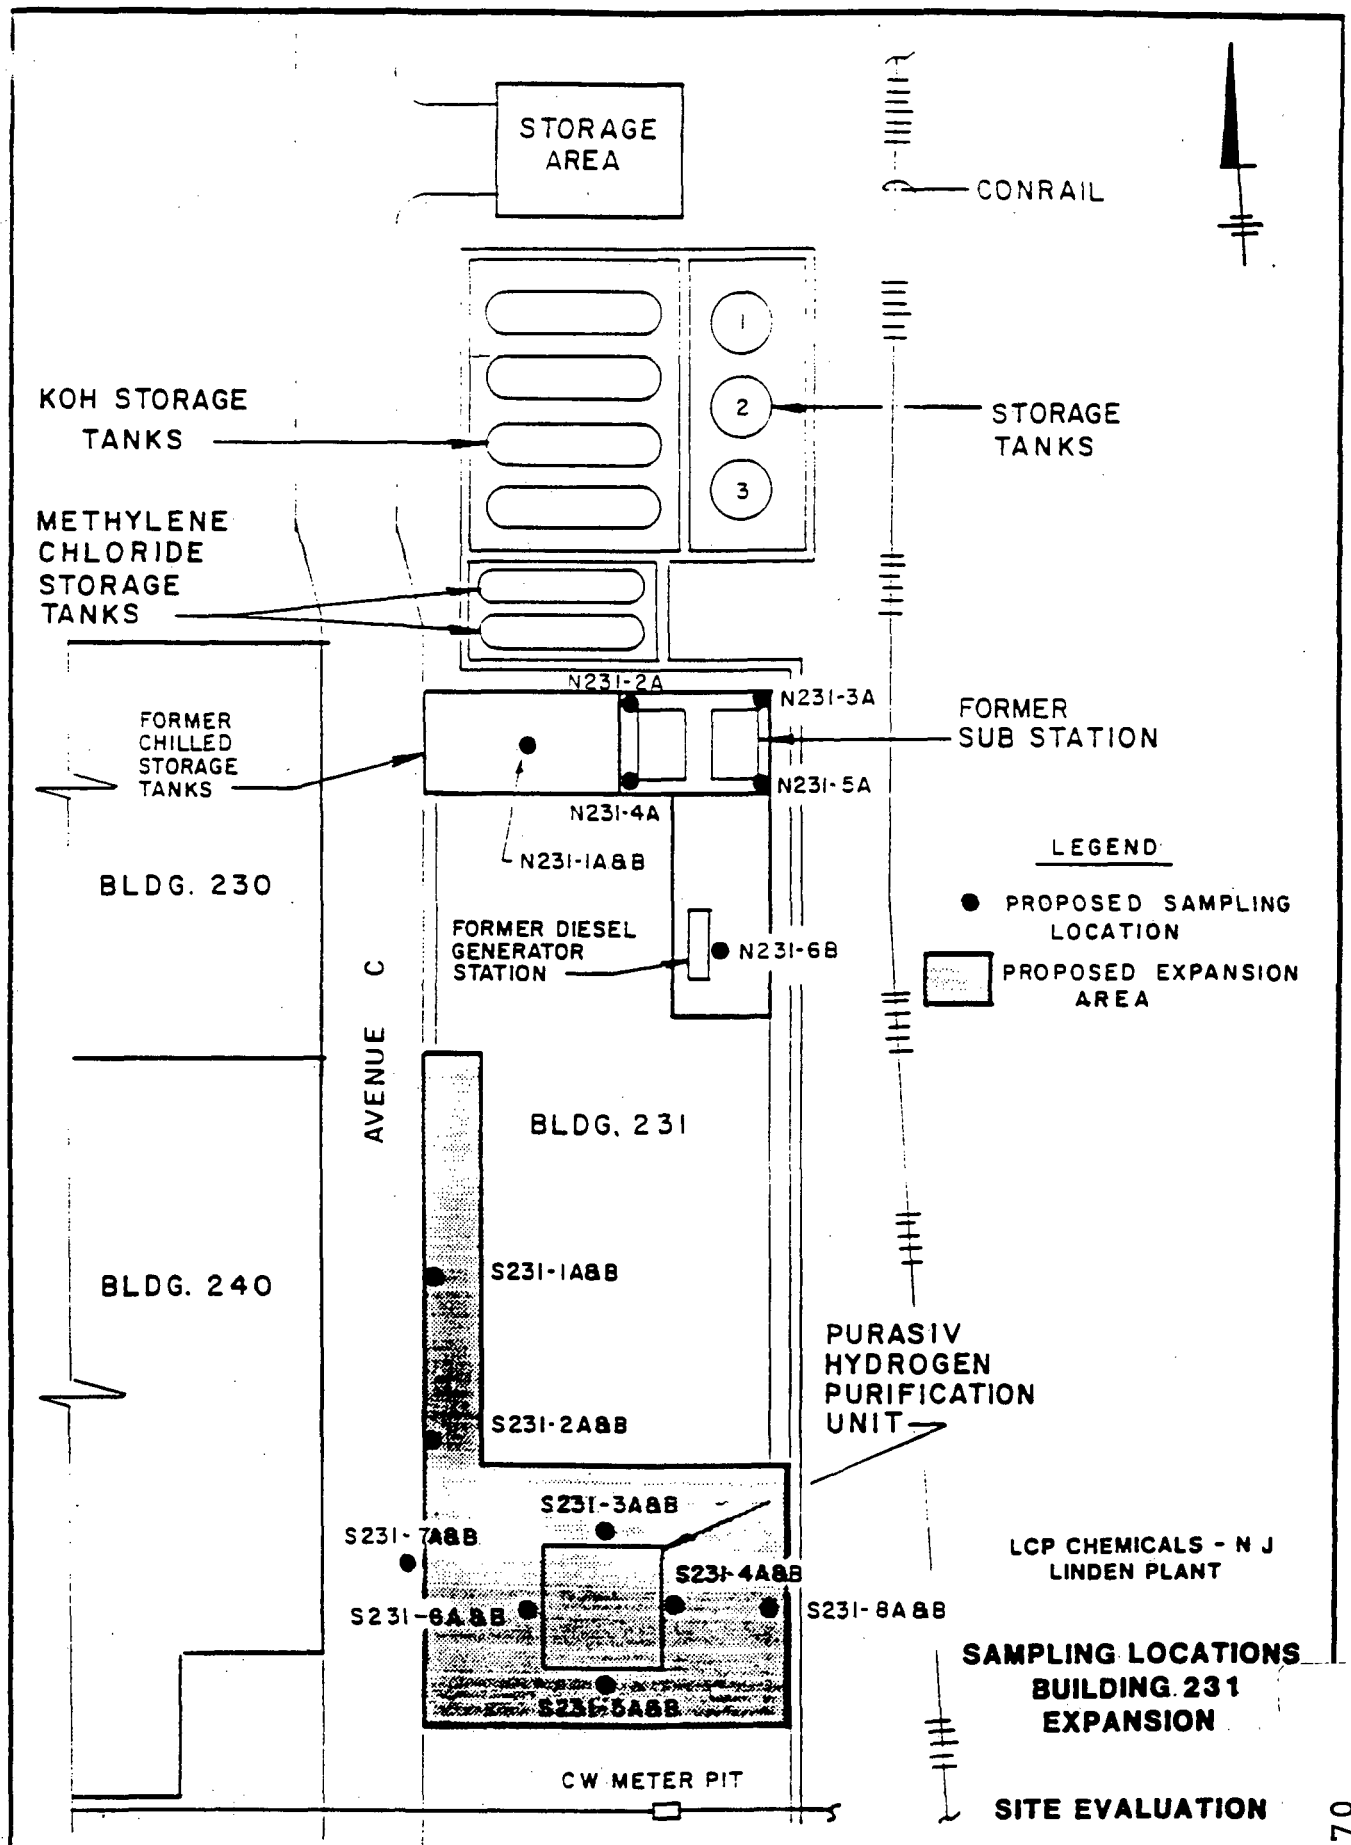 STORAGE
AREA
CONRAIL
1
2
3
KOH STORAGE
TANKS
STORAGE
TANKS
METHYLENE
CHLORIDE
STORAGE
TANKS
N231-2A
N231-3A
FORMER
CHILLED
STORAGE
TANKS
FORMER
SUB STATION
N231-5A
N231-4A
N231-1A&B
BLDG. 230
LEGEND
PROPOSED SAMPLING
LOCATION
PROPOSED EXPANSION
AREA
FORMER DIESEL
GENERATOR
STATION
N231-6B
AVENUE C
BLDG. 231
BLDG. 240
S231-1A&B
PURASIV
HYDROGEN
PURIFICATION
UNIT
S231-2A&B
S231-3A&B
S231-7A&B
S231-4A&B
S231-6A&B
S231-8A&B
S231-5A&B
LCP CHEMICALS - N J
LINDEN PLANT
SAMPLING LOCATIONS
BUILDING 231
EXPANSION
CW METER PIT
SITE EVALUATION
70